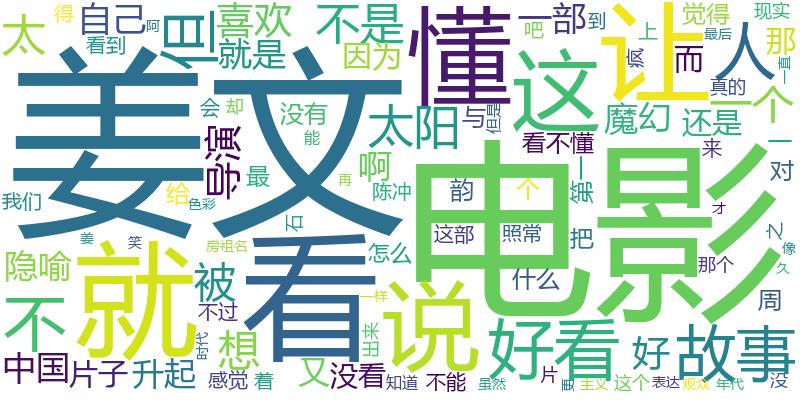 得
自己
阿
太
看到
但
喜欢
就是
不是
因为
懂
一部
到
吧
让
觉得
上
而
疯
人
现实
最后
那
真的
一直
姜文
会
却
没有
能
导演
最
给
太阳
与
但是
这
看不懂
魔幻
还是
一个
一
对
来
我们
色彩
姜
笑
再
啊
陈冲
韵
个
第一
石
房祖名
电影
才
之
像
久
隐喻
就
看
怎么
这部
照常
把
什么
那个
周
不
被
不过
一样
说
时代
想
出来
好看
好
故事
中国
片子
升起
感觉
着
又
没看
知道
不能
虽然
片
更
主义
这个
表达
观众
年代
没